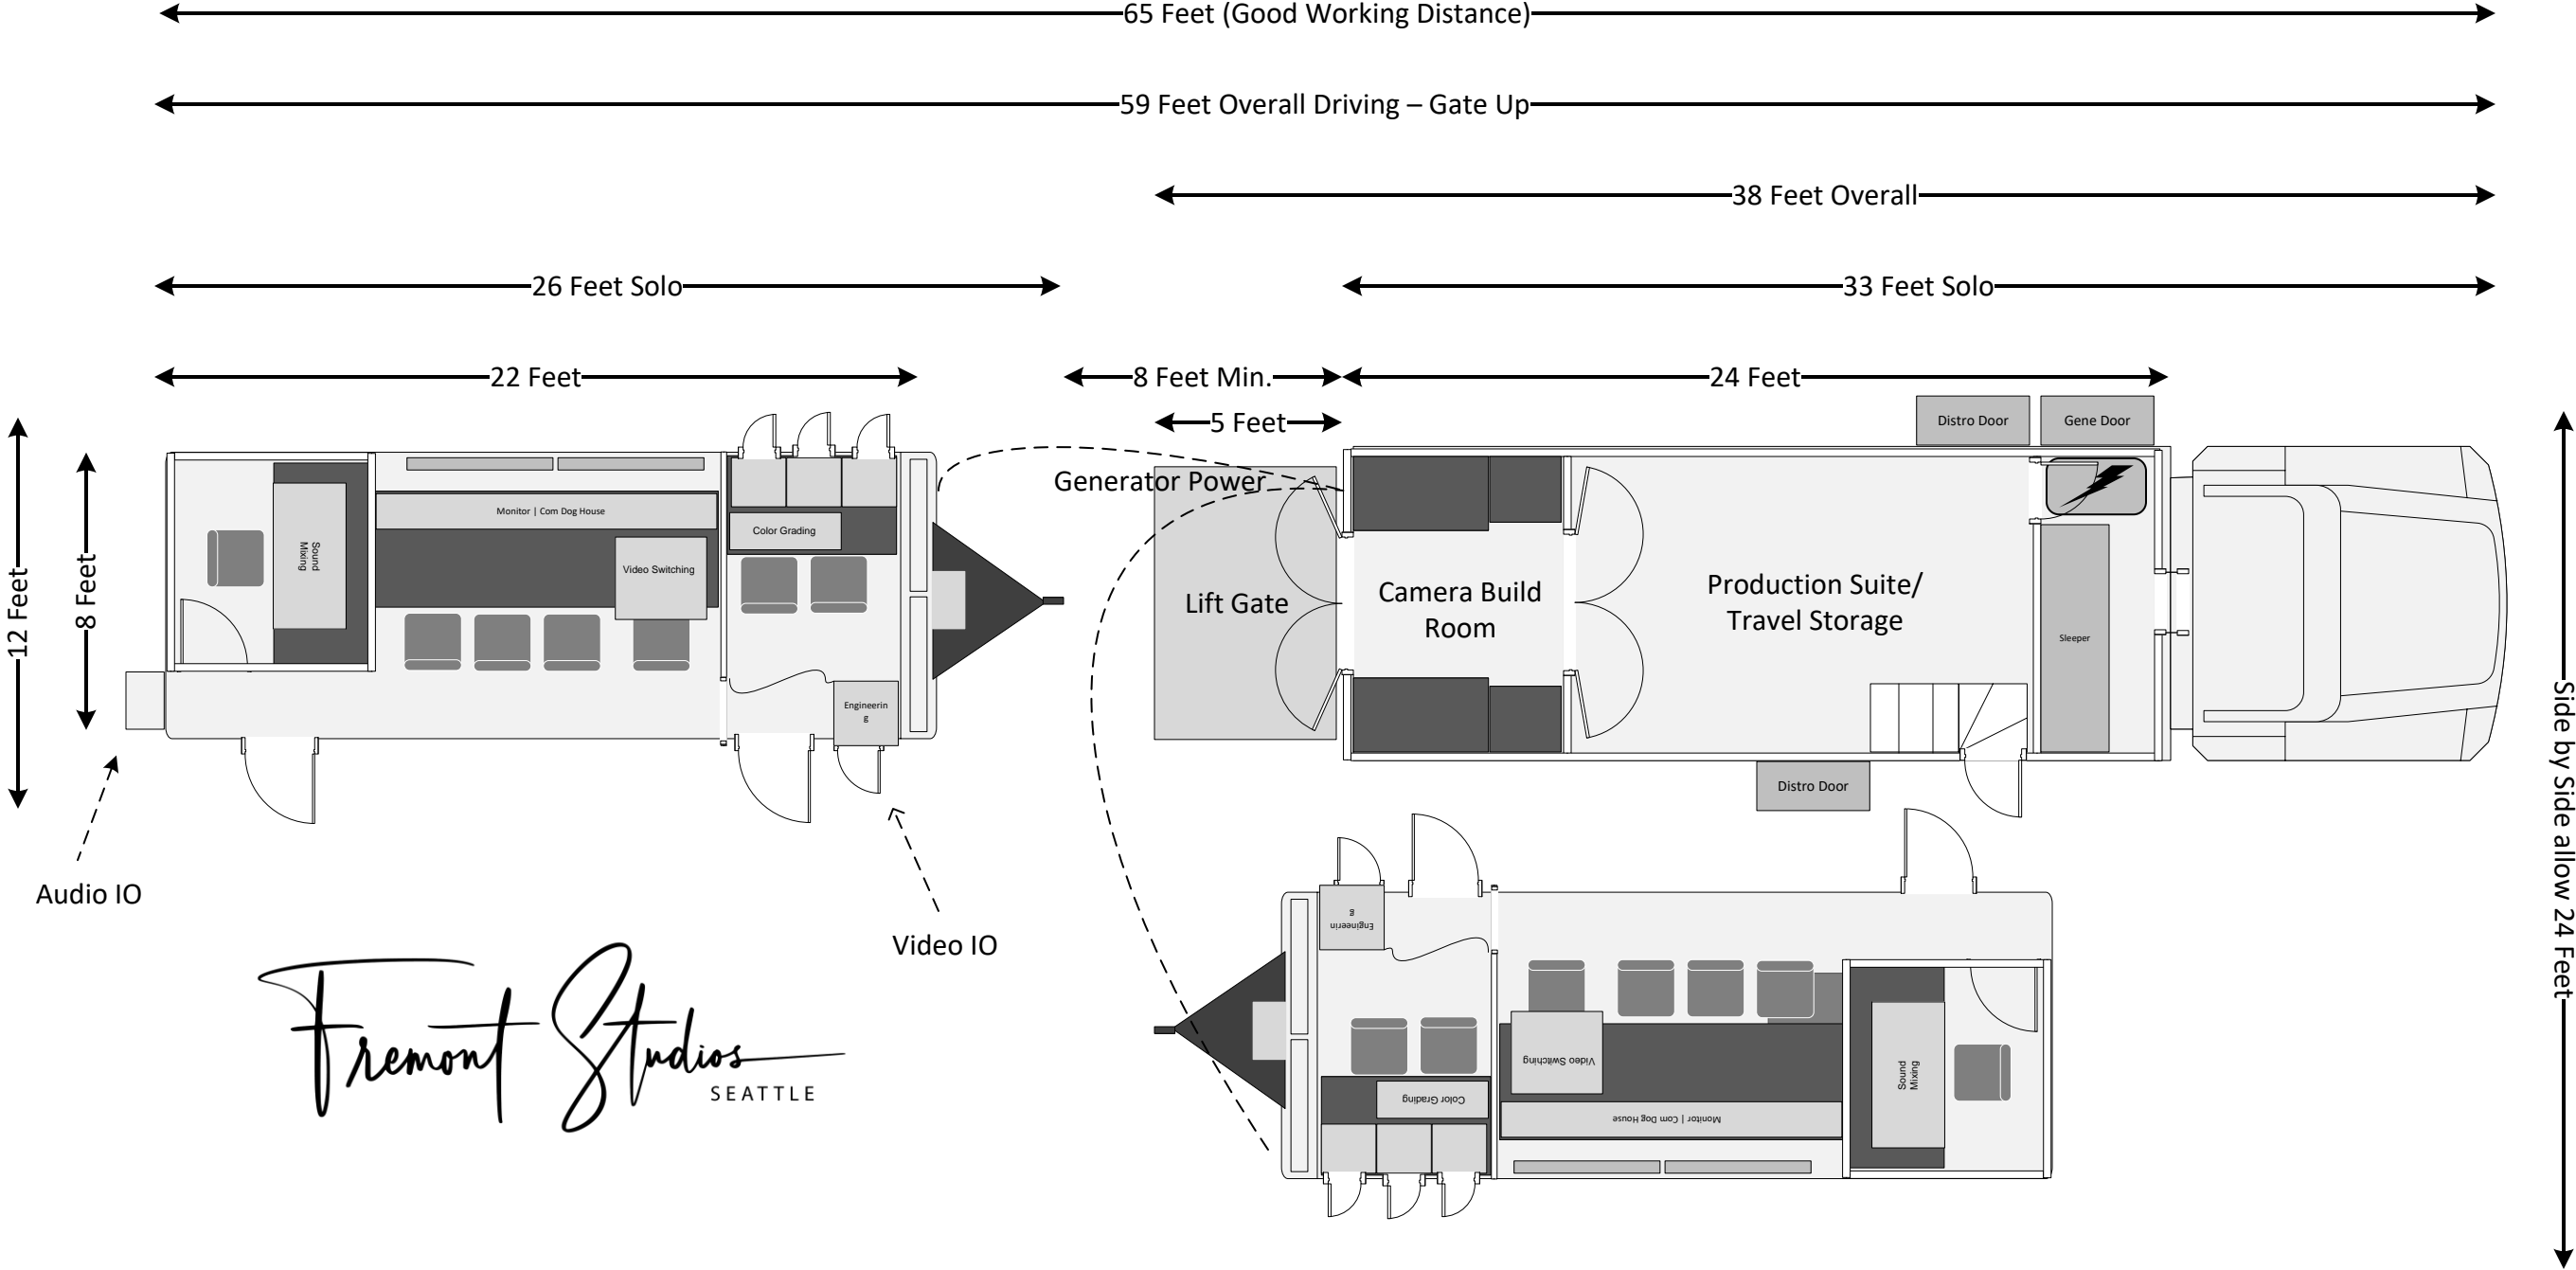 65 Feet (Good Working Distance)
59 Feet Overall Driving – Gate Up
38 Feet Overall
26 Feet Solo
33 Feet Solo
22 Feet
8 Feet Min.
24 Feet
5 Feet
12 Feet
8 Feet
Distro Door
Gene Door
Generator Power
Monitor | Com Dog House
Sound
Mixing
Color Grading
Video Switching
Engineerin
g
Lift Gate
Camera Build
Room
Production Suite/
Travel Storage
Sleeper
Distro Door
Side by Side allow 24 Feet
Audio IO
Video IO
Engineerin
g
Video Switching
Color Grading
Monitor | Com Dog House
Sound
Mixing
Fremont Studios
SEATTLE